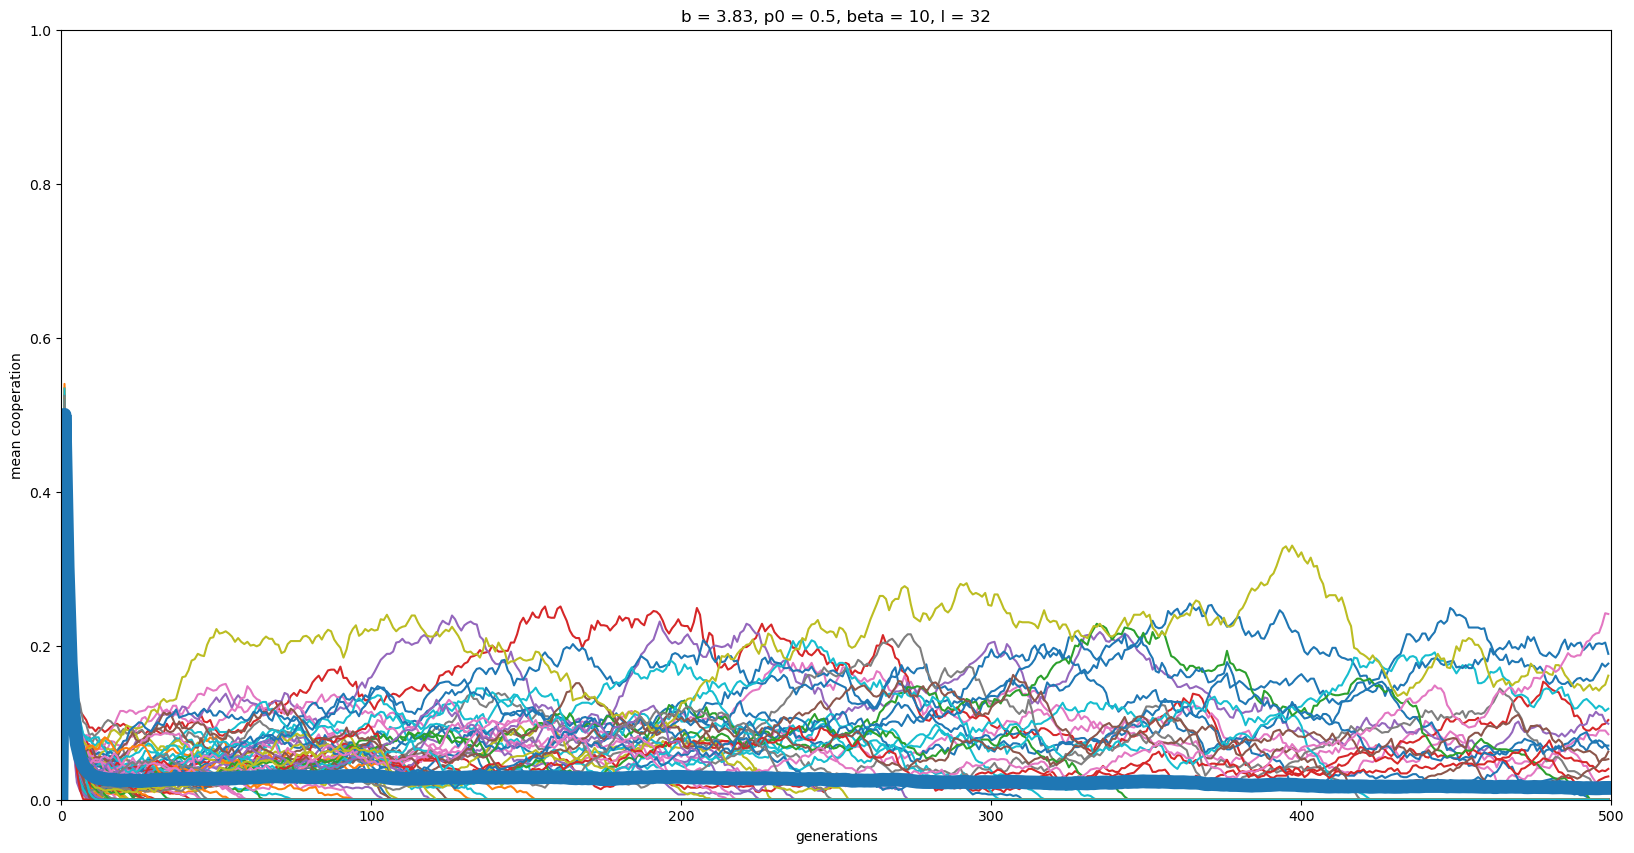 b = 3.83, p0 = 0.5, beta = 10, l = 32
1.0
0.8
0.6
0.4
0.2
0.0
mean cooperation
0 100 200 300 400 500
generations